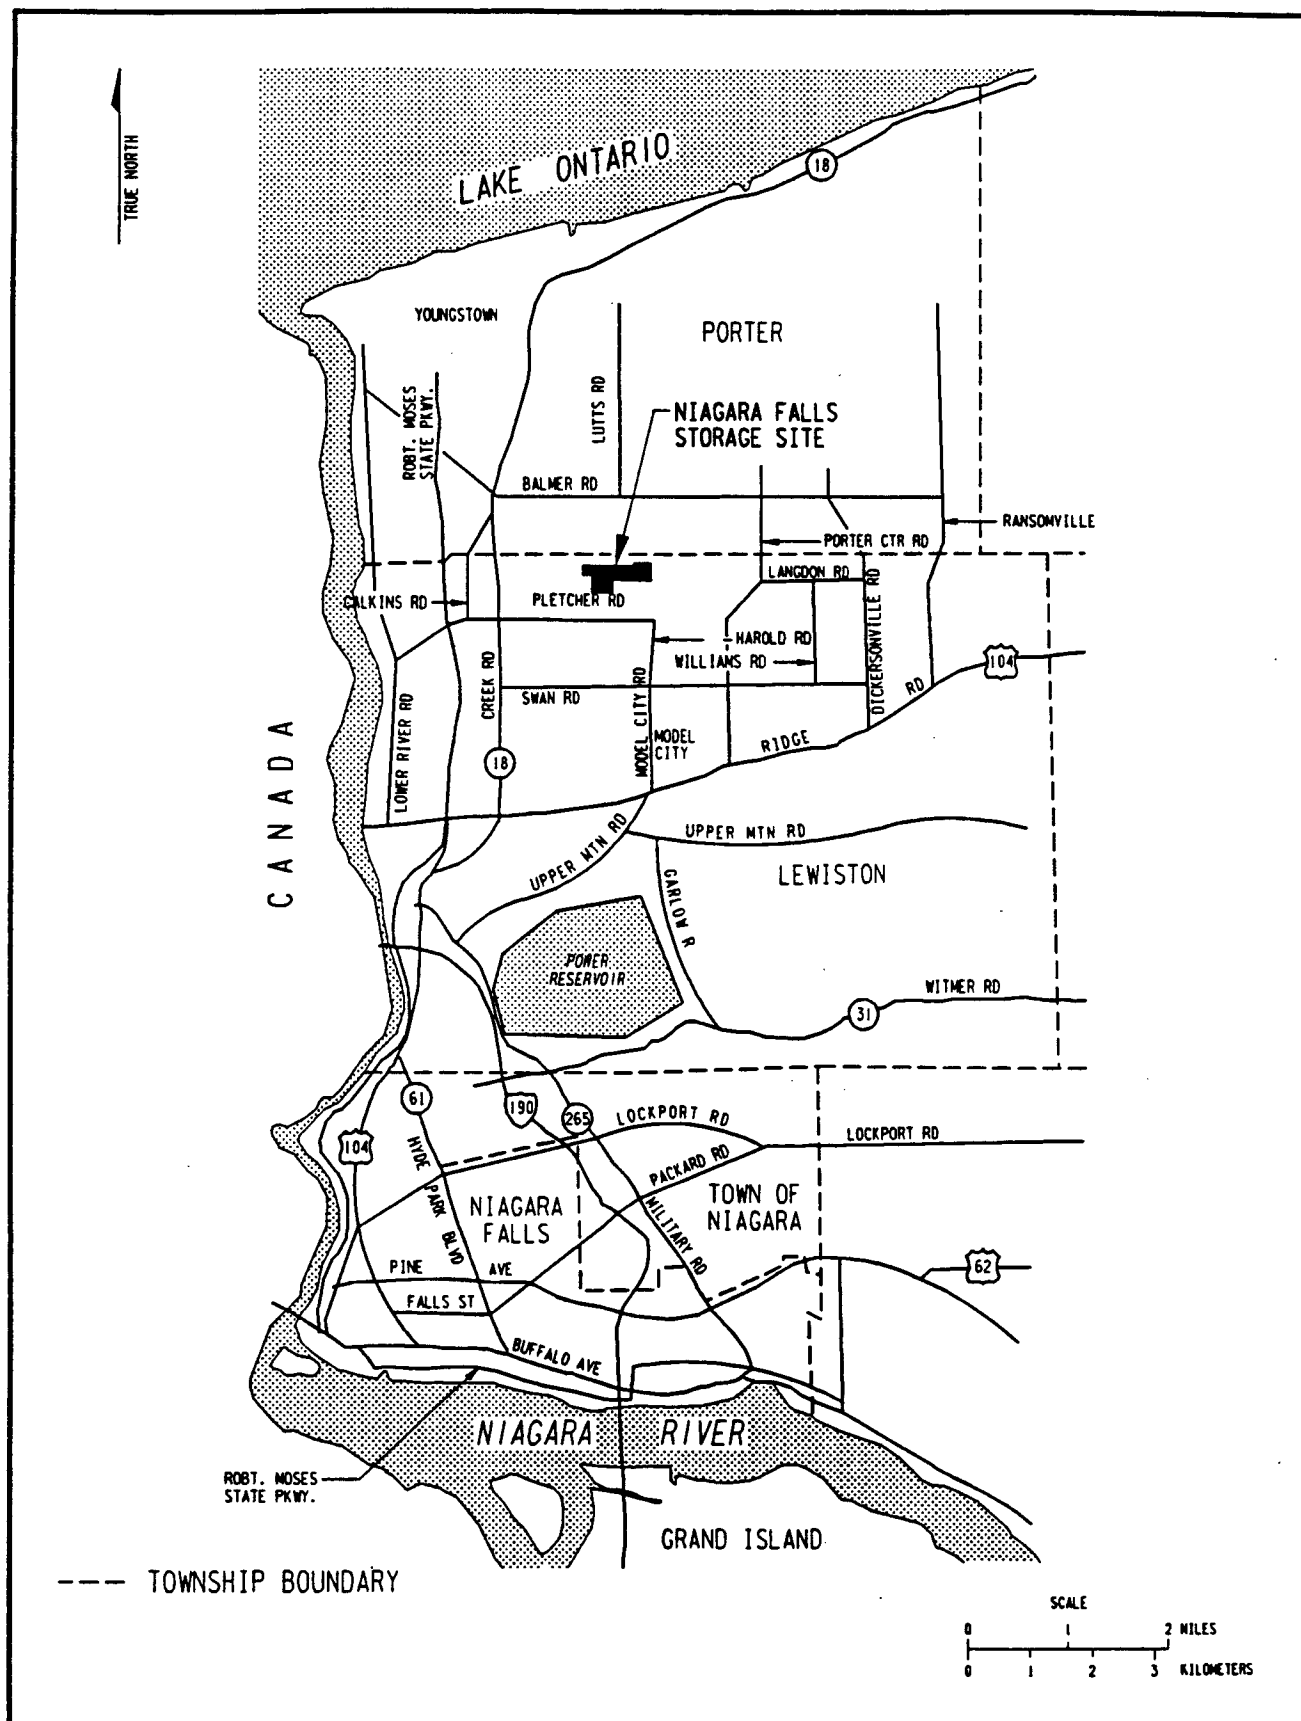 TRUE NORTH
LAKE ONTARIO
18
YOUNGSTOWN
PORTER
ROBT. MOSES
STATE PKWY.
LUTTS RD
NIAGARA FALLS
STORAGE SITE
BALMER RD
RANSOMVILLE
PORTER CTR RD
LANGDON RD
CALKINS RD
PLETCHER RD
HAROLD RD
WILLIAMS RD
DICKERSONVILLE RD
104
CREEK RD
SWAN RD
MODEL CITY RD
MODEL
CITY
LOWER RIVER RD
RIDGE RD
18
CANADA
UPPER MTN RD
UPPER MTN RD
LEWISTON
GARLOW R
POWER
RESERVOIR
WITMER RD
31
61
190
265
LOCKPORT RD
LOCKPORT RD
104
HYDE PARK BLVD
PACKARD RD
NIAGARA
FALLS
TOWN OF
NIAGARA
MILITARY RD
PINE AVE
62
FALLS ST
BUFFALO AVE
NIAGARA RIVER
ROBT. MOSES
STATE PKWY.
GRAND ISLAND
TOWNSHIP BOUNDARY
SCALE
0 1 2 MILES
0 1 2 3 KILOMETERS